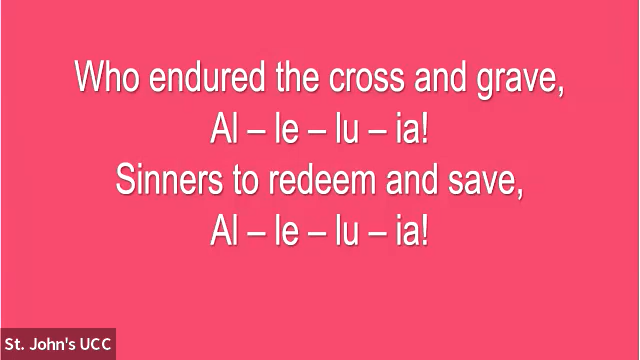 Who endured the cross and grave,
Al – le – lu – ia!
Sinners to redeem and save,
Al – le – lu – ia!
St. John's UCC